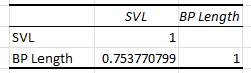 SVL BP Length
SVL 1
BP Length 0.753770799 1